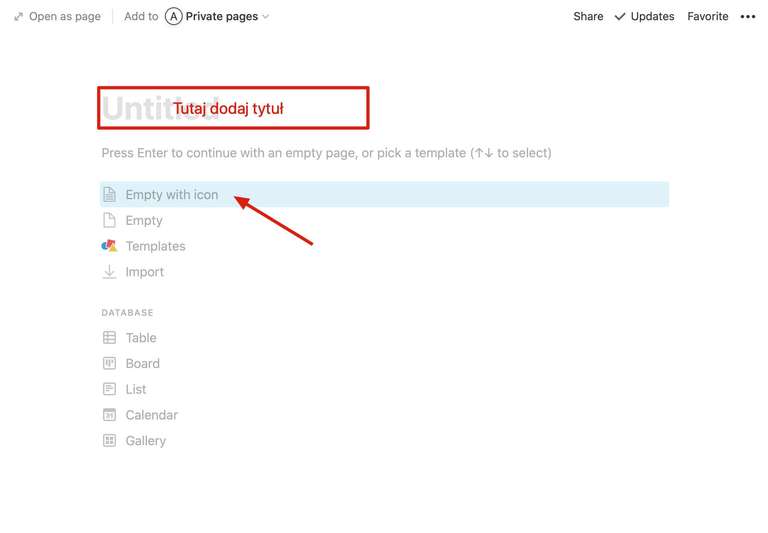 Open as page Add to A Private pages Share Updates Favorite
Untitled
Tutaj dodaj tytuł
Press Enter to continue with an empty page, or pick a template (↑↓ to select)
Empty with icon
Empty
Templates
Import
DATABASE
Table
Board
List
31 Calendar
Gallery